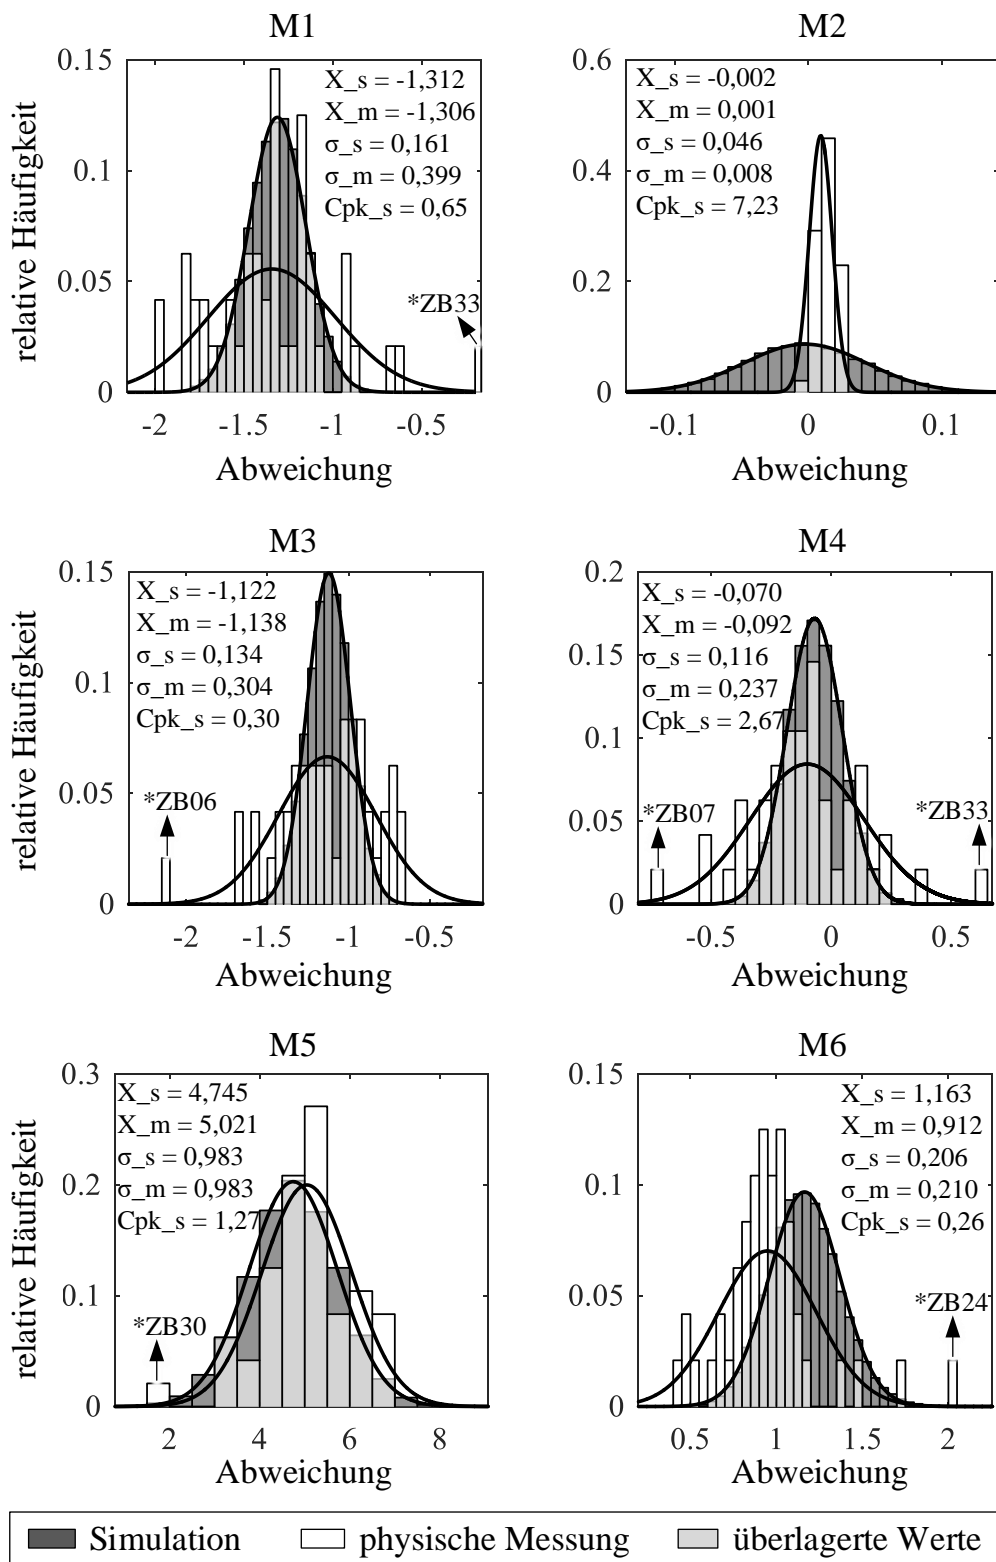 M1
relative Häufigkeit
0.15
0.1
0.05
0
X_s = -1,312
X_m = -1,306
σ_s = 0,161
σ_m = 0,399
Cpk_s = 0,65
*ZB33
-2 -1.5 -1 -0.5
Abweichung
M2
0.6
0.4
0.2
0
X_s = -0,002
X_m = 0,001
σ_s = 0,046
σ_m = 0,008
Cpk_s = 7,23
-0.1 0 0.1
Abweichung
M3
relative Häufigkeit
0.15
0.1
0.05
0
X_s = -1,122
X_m = -1,138
σ_s = 0,134
σ_m = 0,304
Cpk_s = 0,30
*ZB06
-2 -1.5 -1 -0.5
Abweichung
M4
0.2
0.15
0.1
0.05
0
X_s = -0,070
X_m = -0,092
σ_s = 0,116
σ_m = 0,237
Cpk_s = 2,67
*ZB07
*ZB33
-0.5 0 0.5
Abweichung
M5
relative Häufigkeit
0.3
0.2
0.1
0
X_s = 4,745
X_m = 5,021
σ_s = 0,983
σ_m = 0,983
Cpk_s = 1,27
*ZB30
2 4 6 8
Abweichung
M6
0.15
0.1
0.05
0
X_s = 1,163
X_m = 0,912
σ_s = 0,206
σ_m = 0,210
Cpk_s = 0,26
*ZB24
0.5 1 1.5 2
Abweichung
Simulation physische Messung überlagerte Werte